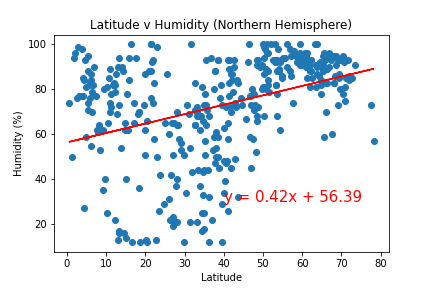 Latitude v Humidity (Northern Hemisphere)
100
80
60
40
20
Humidity (%)
y = 0.42x + 56.39
0 10 20 30 40 50 60 70 80
Latitude